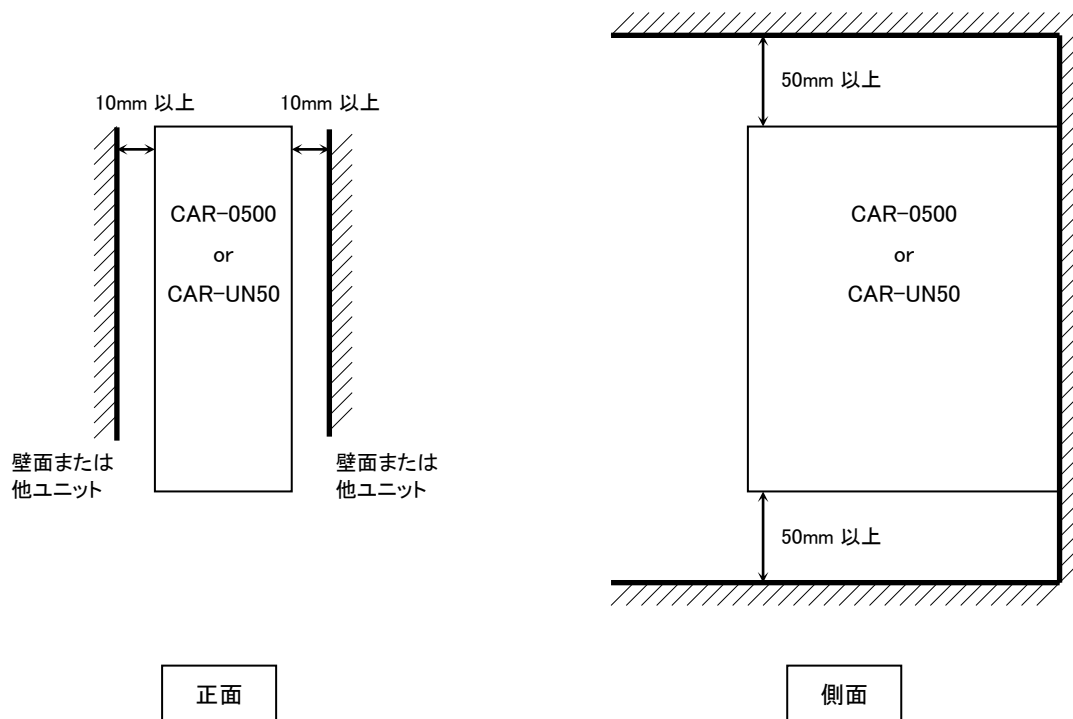 10mm 以上
10mm 以上
CAR-0500
or
CAR-UN50
壁面または
他ユニット
壁面または
他ユニット
正面
50mm 以上
CAR-0500
or
CAR-UN50
50mm 以上
側面